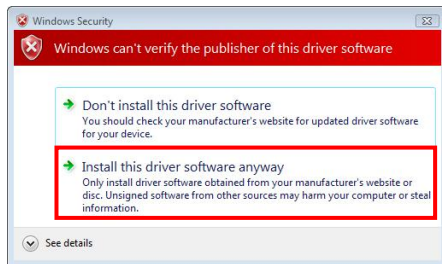 Windows Security
Windows can't verify the publisher of this driver software
Don't install this driver software
You should check your manufacturer's website for updated driver software
for your device.
Install this driver software anyway
Only install driver software obtained from your manufacturer's website or
disc. Unsigned software from other sources may harm your computer or steal
information.
See details